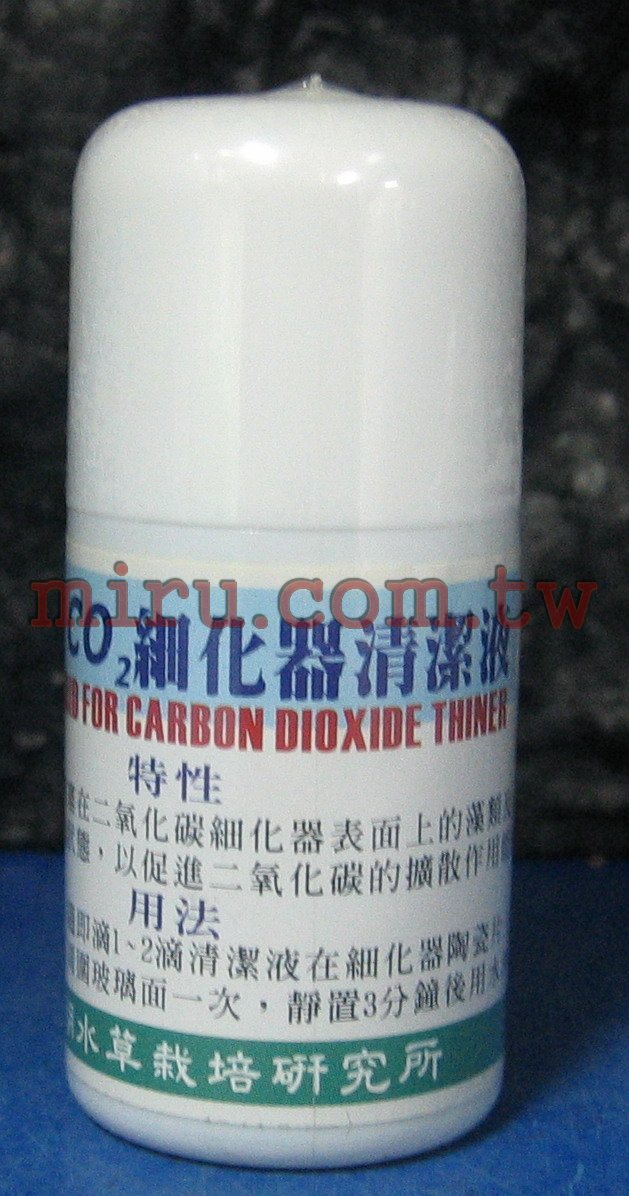 miru.com.tw
CO2細化器清潔液
FOR CARBON DIOXIDE THINER
特性
在二氧化碳細化器表面上的藻類
態，以促進二氧化碳的擴散作用
用法
即滴1~2滴清潔液在細化器陶瓷片
玻璃面一次，靜置3分鐘後用水
水草栽培研究所